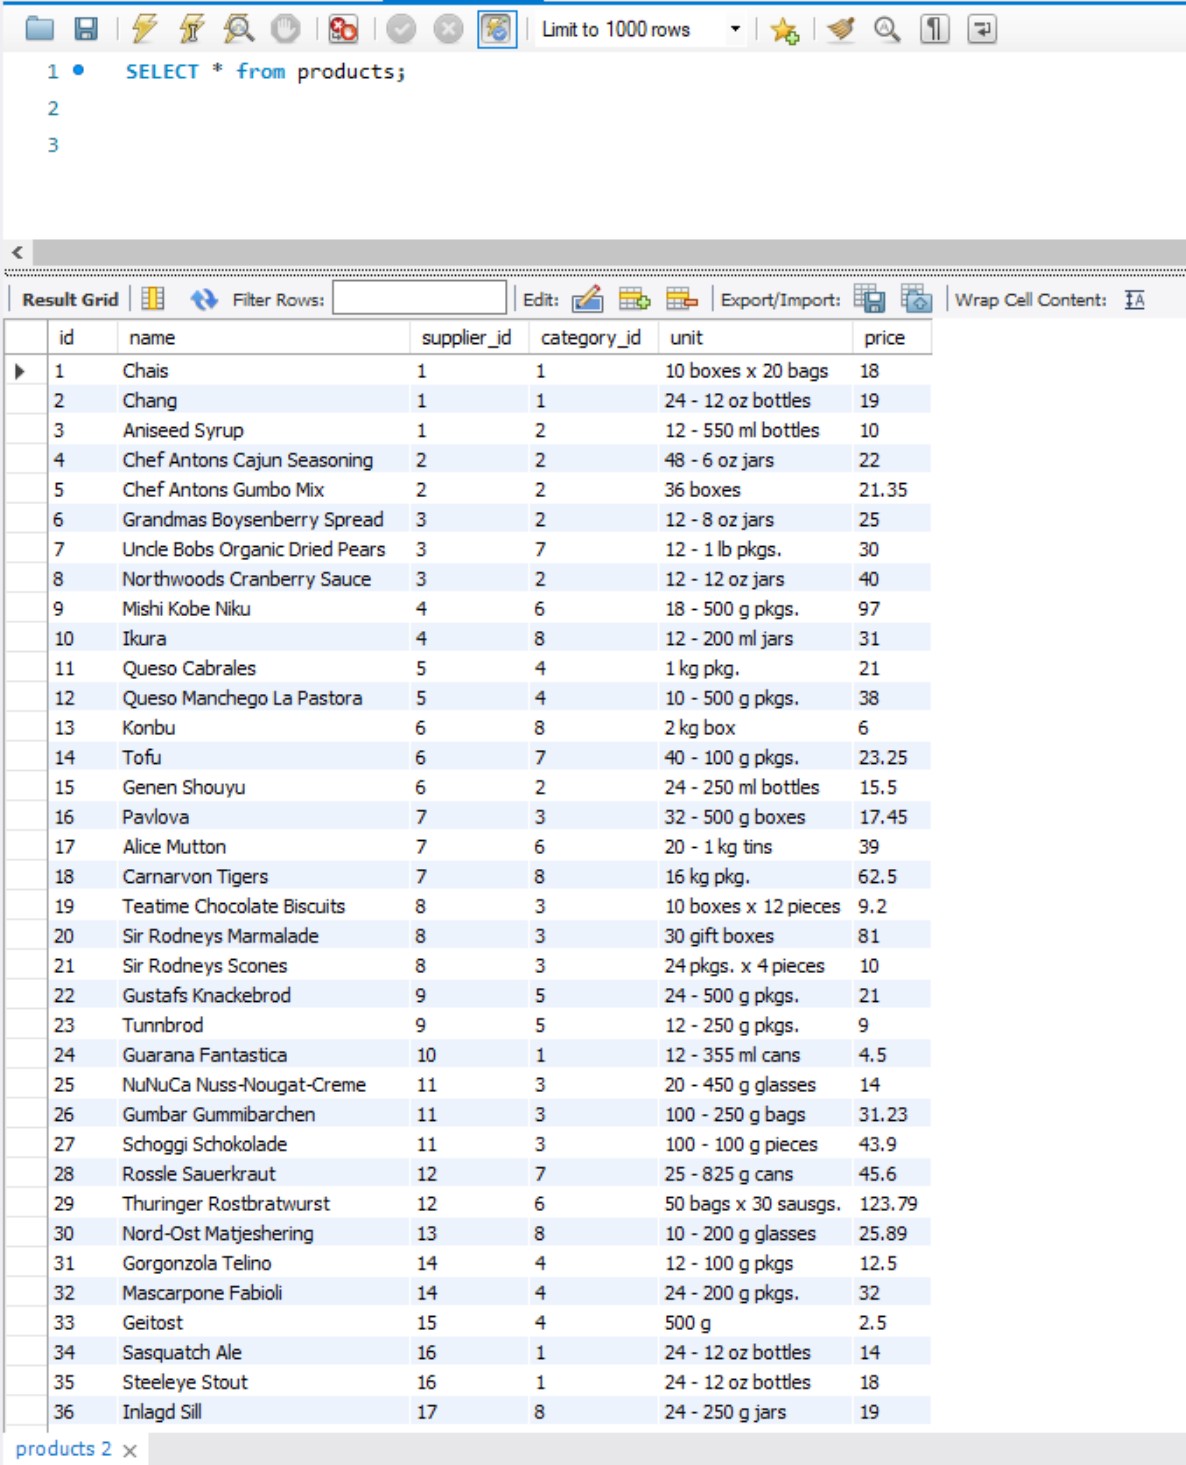 Limit to 1000 rows
1 SELECT * from products;
2
3
Result Grid Filter Rows: Edit: Export/Import: Wrap Cell Content:
id name supplier_id category_id unit price
1 Chais 1 1 10 boxes x 20 bags 18
2 Chang 1 1 24 - 12 oz bottles 19
3 Aniseed Syrup 1 2 12 - 550 ml bottles 10
4 Chef Antons Cajun Seasoning 2 2 48 - 6 oz jars 22
5 Chef Antons Gumbo Mix 2 2 36 boxes 21.35
6 Grandmas Boysenberry Spread 3 2 12 - 8 oz jars 25
7 Uncle Bobs Organic Dried Pears 3 7 12 - 1 lb pkgs. 30
8 Northwoods Cranberry Sauce 3 2 12 - 12 oz jars 40
9 Mishi Kobe Niku 4 6 18 - 500 g pkgs. 97
10 Ikura 4 8 12 - 200 ml jars 31
11 Queso Cabrales 5 4 1 kg pkg. 21
12 Queso Manchego La Pastora 5 4 10 - 500 g pkgs. 38
13 Konbu 6 8 2 kg box 6
14 Tofu 6 7 40 - 100 g pkgs. 23.25
15 Genen Shouyu 6 2 24 - 250 ml bottles 15.5
16 Pavlova 7 3 32 - 500 g boxes 17.45
17 Alice Mutton 7 6 20 - 1 kg tins 39
18 Carnarvon Tigers 7 8 16 kg pkg. 62.5
19 Teatime Chocolate Biscuits 8 3 10 boxes x 12 pieces 9.2
20 Sir Rodneys Marmalade 8 3 30 gift boxes 81
21 Sir Rodneys Scones 8 3 24 pkgs. x 4 pieces 10
22 Gustafs Knackebrod 9 5 24 - 500 g pkgs. 21
23 Tunnbrod 9 5 12 - 250 g pkgs. 9
24 Guarana Fantastica 10 1 12 - 355 ml cans 4.5
25 NuNuCa Nuss-Nougat-Creme 11 3 20 - 450 g glasses 14
26 Gumbar Gummibarchen 11 3 100 - 250 g bags 31.23
27 Schoggi Schokolade 11 3 100 - 100 g pieces 43.9
28 Rossle Sauerkraut 12 7 25 - 825 g cans 45.6
29 Thuringer Rostbratwurst 12 6 50 bags x 30 sausgs. 123.79
30 Nord-Ost Matjeshering 13 8 10 - 200 g glasses 25.89
31 Gorgonzola Telino 14 4 12 - 100 g pkgs 12.5
32 Mascarpone Fabioli 14 4 24 - 200 g pkgs. 32
33 Geitost 15 4 500 g 2.5
34 Sasquatch Ale 16 1 24 - 12 oz bottles 14
35 Steeleye Stout 16 1 24 - 12 oz bottles 18
36 Inlagd Sill 17 8 24 - 250 g jars 19
products 2